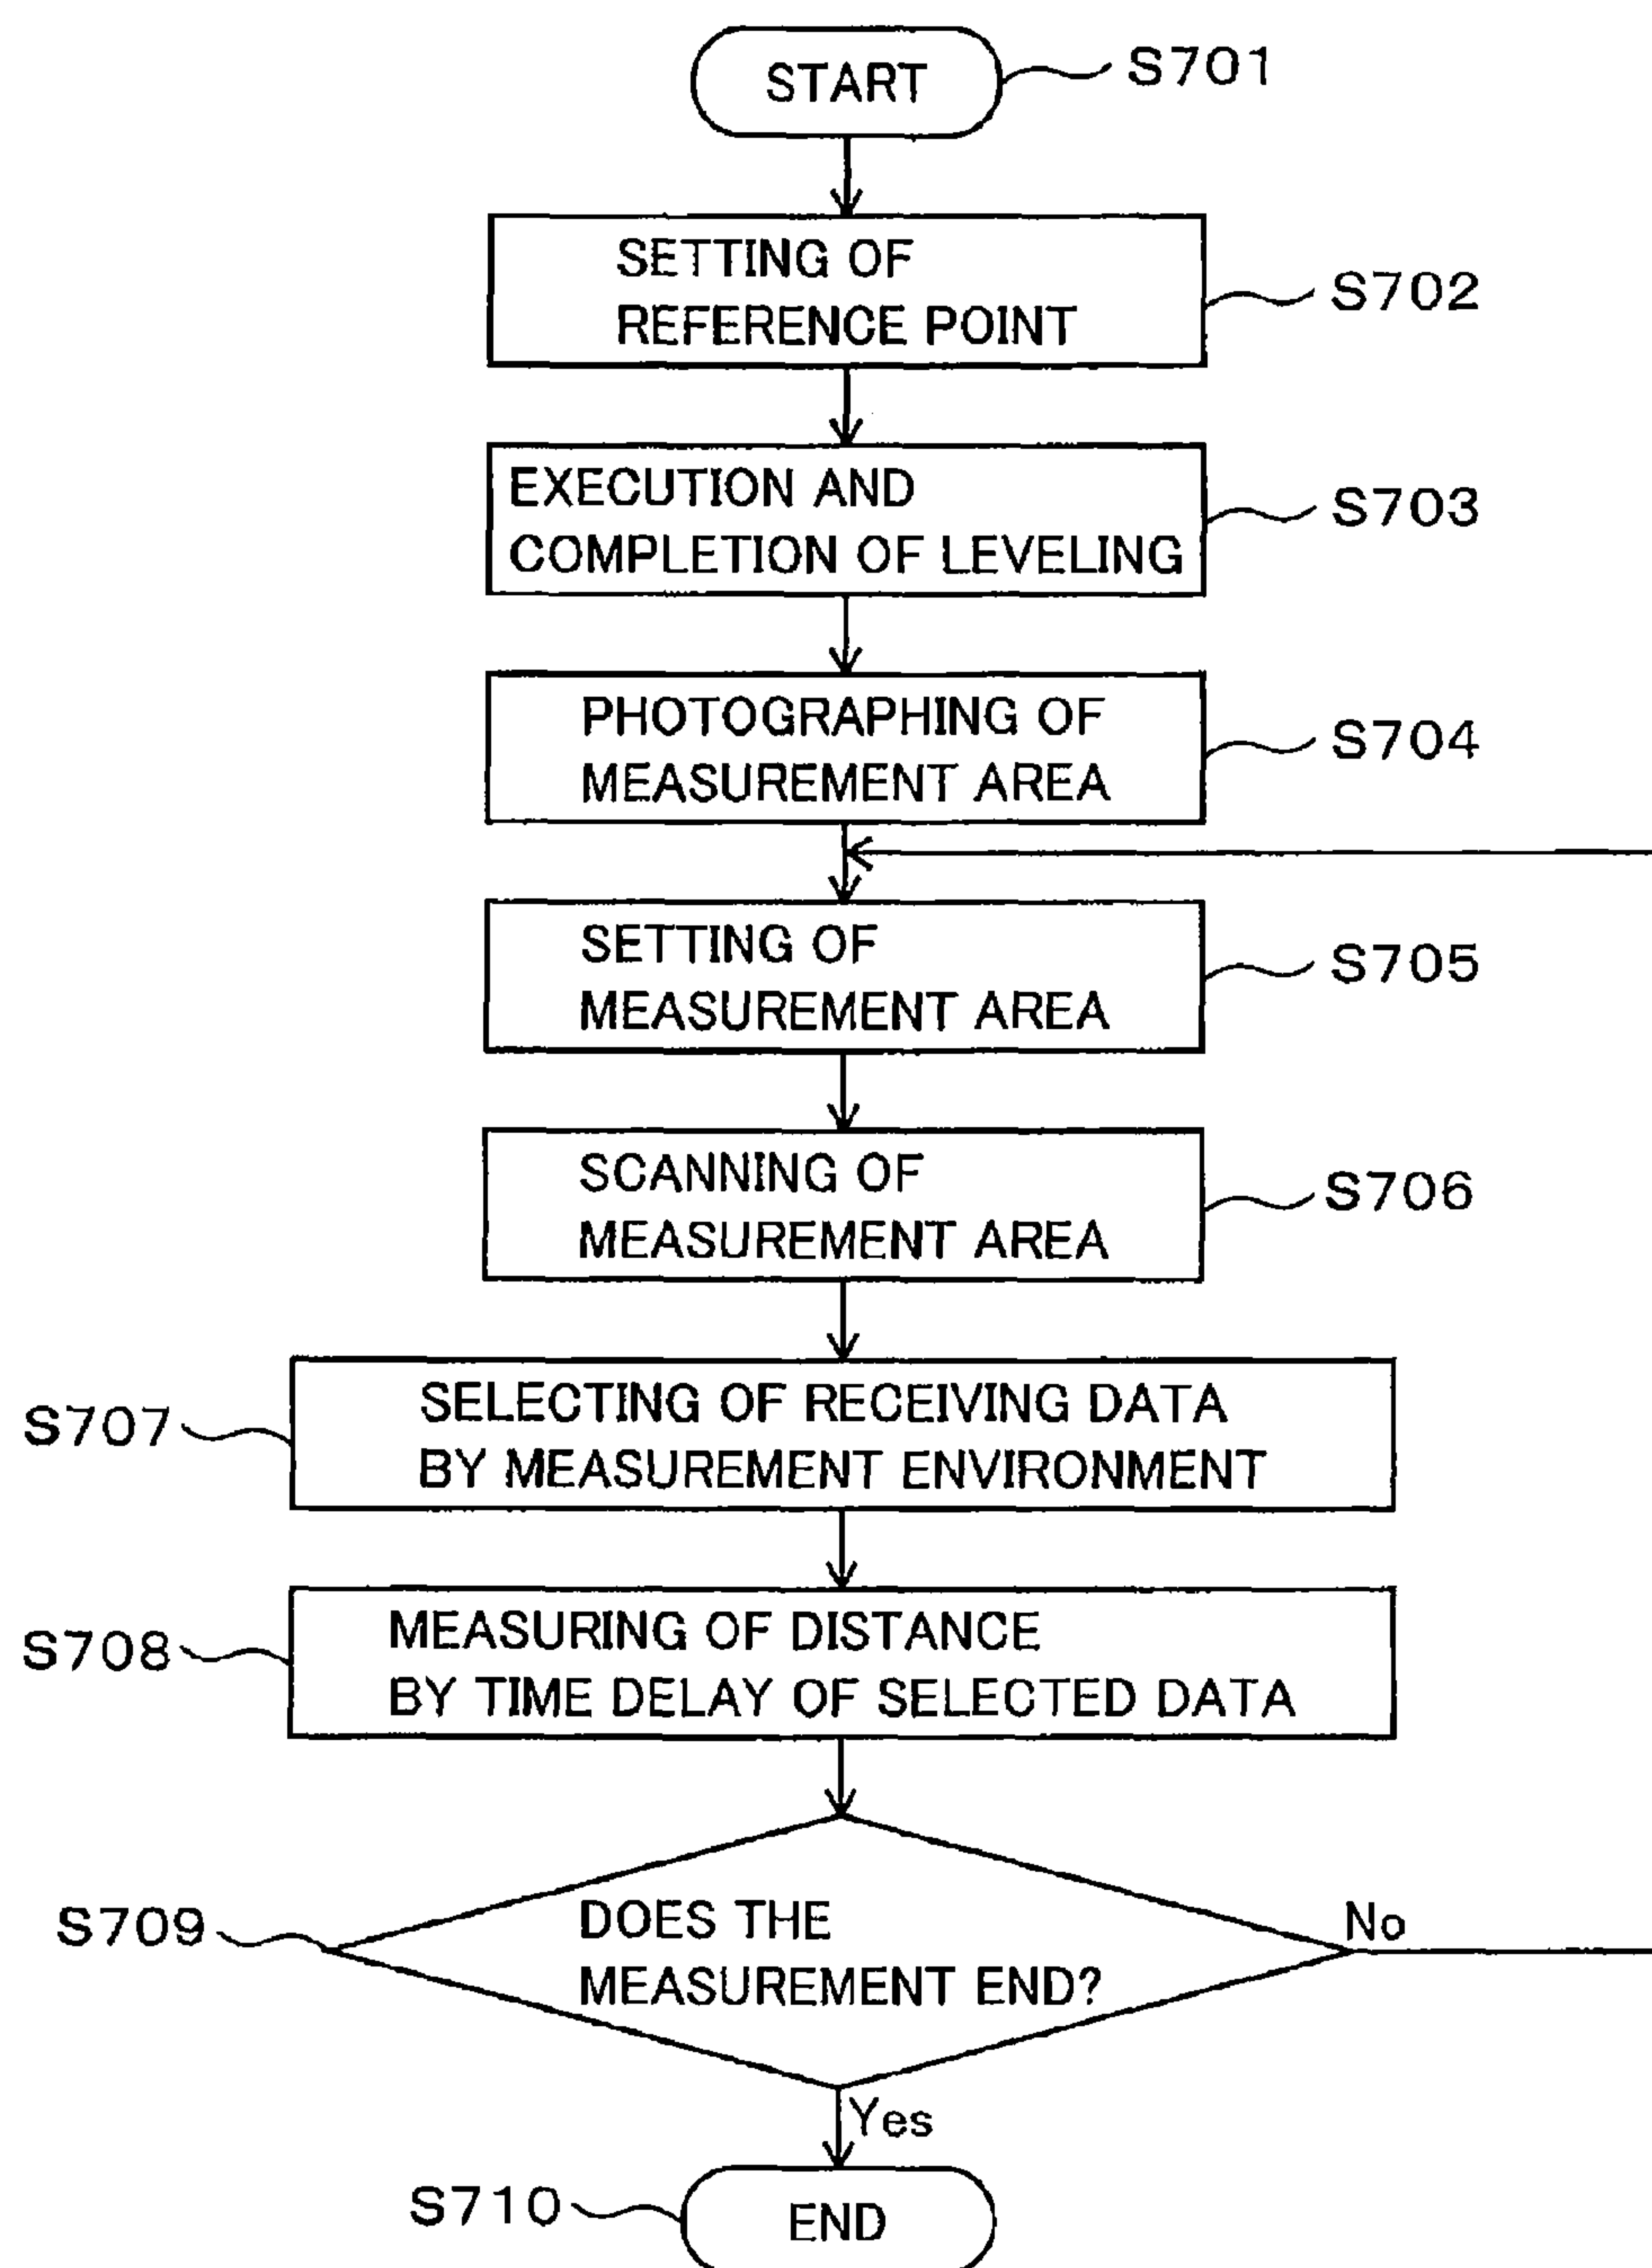 START
S701
SETTING OF
REFERENCE POINT
S702
EXECUTION AND
COMPLETION OF LEVELING
S703
PHOTOGRAPHING OF
MEASUREMENT AREA
S704
SETTING OF
MEASUREMENT AREA
S705
SCANNING OF
MEASUREMENT AREA
S706
S707
SELECTING OF RECEIVING DATA
BY MEASUREMENT ENVIRONMENT
S708
MEASURING OF DISTANCE
BY TIME DELAY OF SELECTED DATA
S709
DOES THE
MEASUREMENT END?
No
Yes
S710
END